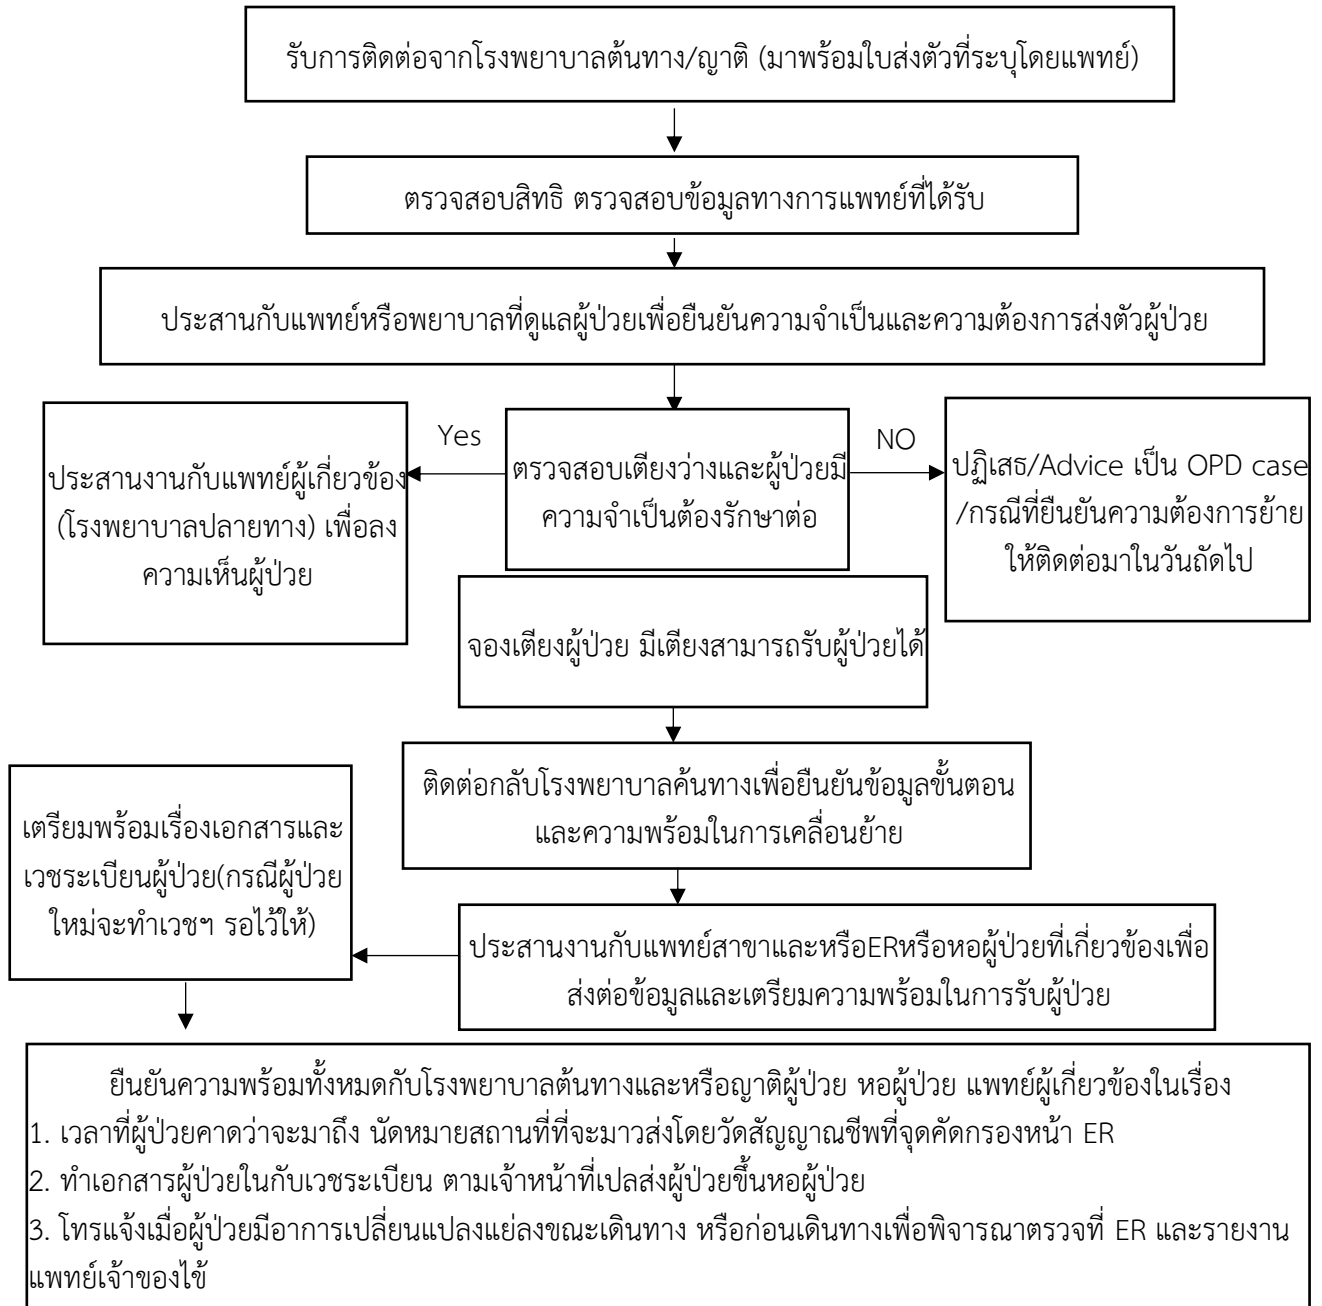 รับการติดต่อจากโรงพยาบาลต้นทาง/ญาติ (มาพร้อมใบส่งตัวที่ระบุโดยแพทย์)
ตรวจสอบสิทธิ ตรวจสอบข้อมูลทางการแพทย์ที่ได้รับ
ประสานกับแพทย์หรือพยาบาลที่ดูแลผู้ป่วยเพื่อยืนยันความจำเป็นและความต้องการส่งตัวผู้ป่วย
ตรวจสอบเตียงว่างและผู้ป่วยมี
ความจำเป็นต้องรักษาต่อ
Yes
ประสานงานกับแพทย์ผู้เกี่ยวข้อง
(โรงพยาบาลปลายทาง) เพื่อลง
ความเห็นผู้ป่วย
NO
ปฏิเสธ/Advice เป็น OPD case
/กรณีที่ยืนยันความต้องการย้าย
ให้ติดต่อมาในวันถัดไป
จองเตียงผู้ป่วย มีเตียงสามารถรับผู้ป่วยได้
ติดต่อกลับโรงพยาบาลค้นทางเพื่อยืนยันข้อมูลขั้นตอน
และความพร้อมในการเคลื่อนย้าย
ประสานงานกับแพทย์สาขาและหรือERหรือหอผู้ป่วยที่เกี่ยวข้องเพื่อ
ส่งต่อข้อมูลและเตรียมความพร้อมในการรับผู้ป่วย
เตรียมพร้อมเรื่องเอกสารและ
เวชระเบียนผู้ป่วย(กรณีผู้ป่วย
ใหม่จะทำเวชฯ รอไว้ให้)
ยืนยันความพร้อมทั้งหมดกับโรงพยาบาลต้นทางและหรือญาติผู้ป่วย หอผู้ป่วย แพทย์ผู้เกี่ยวข้องในเรื่อง
1. เวลาที่ผู้ป่วยคาดว่าจะมาถึง นัดหมายสถานที่ที่จะมาวส่งโดยวัดสัญญาณชีพที่จุดคัดกรองหน้า ER
2. ทำเอกสารผู้ป่วยในกับเวชระเบียน ตามเจ้าหน้าที่เปลส่งผู้ป่วยขึ้นหอผู้ป่วย
3. โทรแจ้งเมื่อผู้ป่วยมีอาการเปลี่ยนแปลงแย่ลงขณะเดินทาง หรือก่อนเดินทางเพื่อพิจารณาตรวจที่ ER และรายงาน
แพทย์เจ้าของไข้